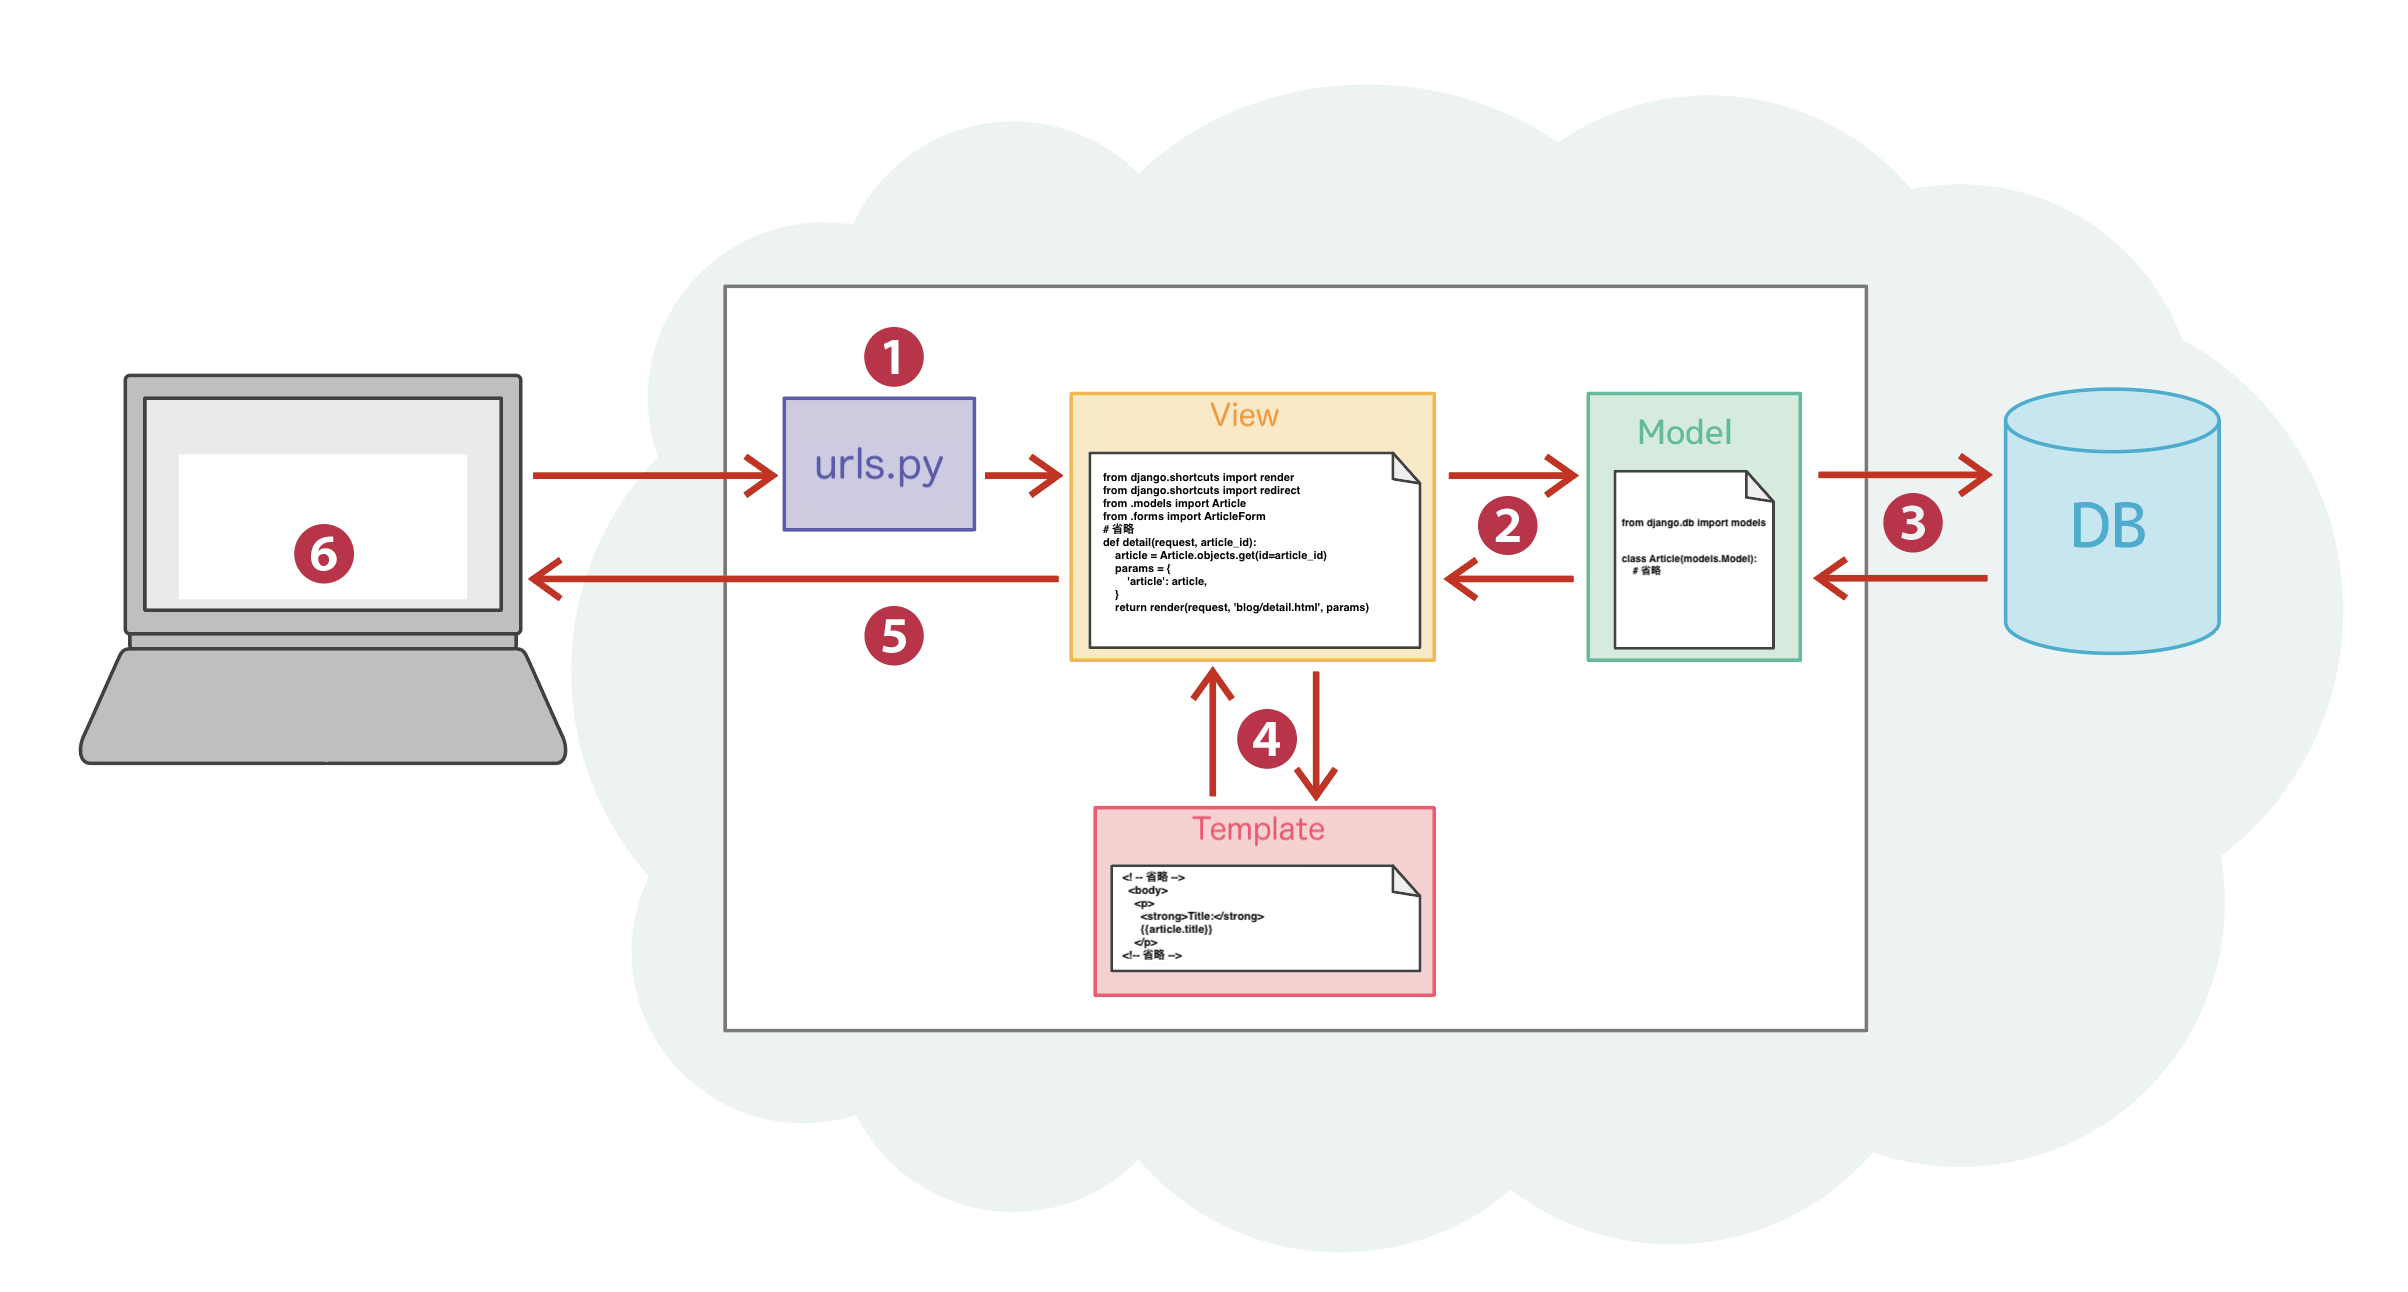 1
urls.py
View
from django.shortcuts import render
from django.shortcuts import redirect
from .models import Article
from .forms import ArticleForm
# 省略
def detail(request, article_id):
    article = Article.objects.get(id=article_id)
    params = {
        'article': article,
    }
    return render(request, 'blog/detail.html', params)
2
Model
from django.db import models
class Article(models.Model):
    # 省略
3
DB
6
5
4
Template
<! -- 省略 -->
  <body>
    <p>
      <strong>Title:</strong>
      {{article.title}}
    </p>
<!-- 省略 -->